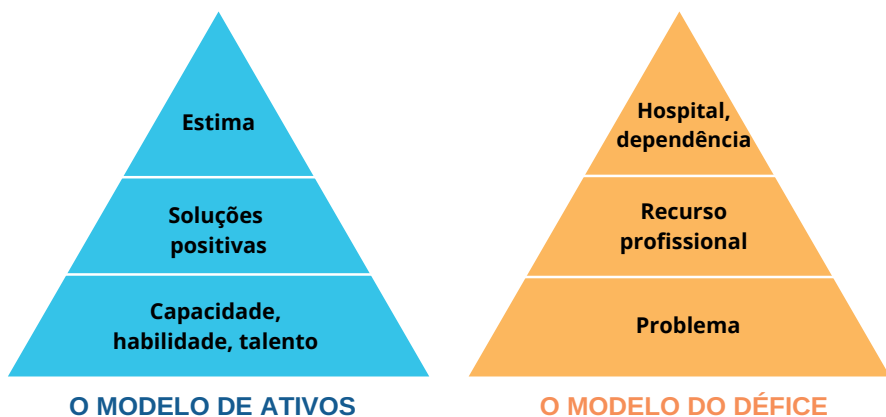 Estima
Soluções
positivas
Capacidade,
habilidade, talento
O MODELO DE ATIVOS
Hospital,
dependência
Recurso
profissional
Problema
O MODELO DO DÉFICE